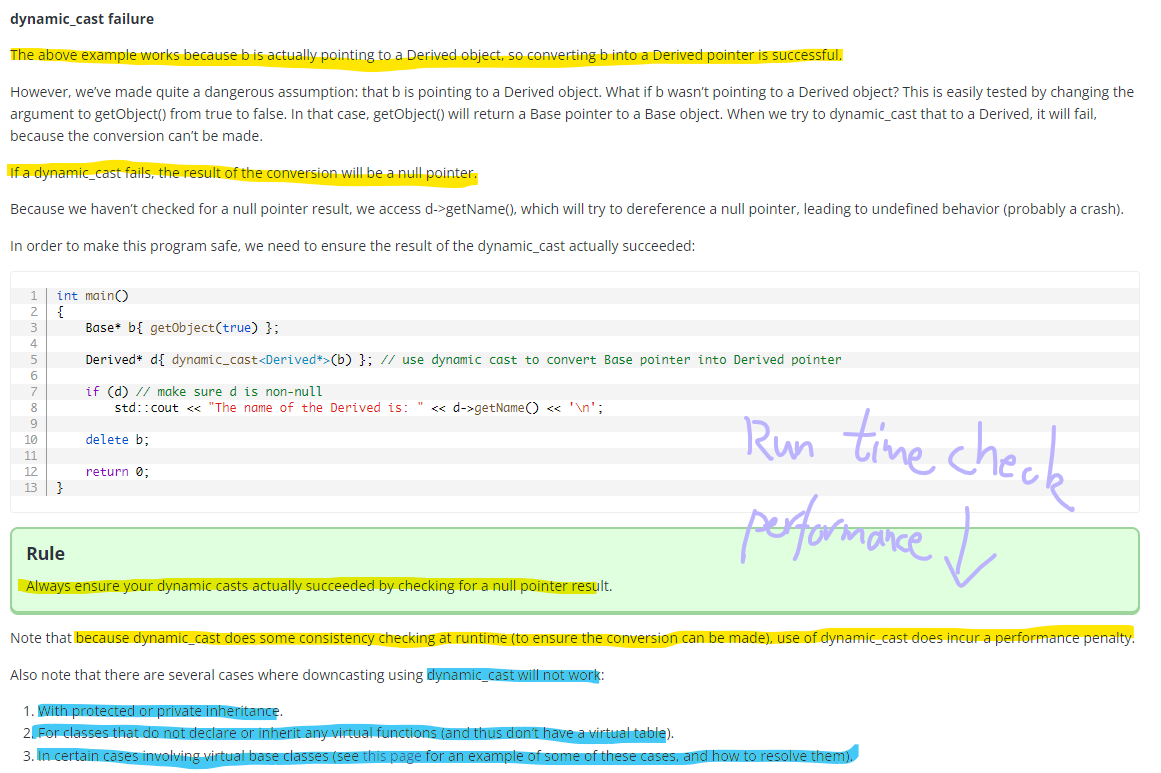 dynamic_cast failure
The above example works because b is actually pointing to a Derived object, so converting b into a Derived pointer is successful.
However, we’ve made quite a dangerous assumption: that b is pointing to a Derived object. What if b wasn’t pointing to a Derived object? This is easily tested by changing the
argument to getObject() from true to false. In that case, getObject() will return a Base pointer to a Base object. When we try to dynamic_cast that to a Derived, it will fail,
because the conversion can’t be made.
If a dynamic_cast fails, the result of the conversion will be a null pointer.
Because we haven’t checked for a null pointer result, we access d->getName(), which will try to dereference a null pointer, leading to undefined behavior (probably a crash).
In order to make this program safe, we need to ensure the result of the dynamic_cast actually succeeded:
1 int main()
2 {
3     Base* b{ getObject(true) };
4
5     Derived* d{ dynamic_cast<Derived*>(b) }; // use dynamic cast to convert Base pointer into Derived pointer
6
7     if (d) // make sure d is non-null
8         std::cout << "The name of the Derived is: " << d->getName() << '\n';
9
10     delete b;
11
12     return 0;
13 }
Run time check
performance ↓
Rule
Always ensure your dynamic casts actually succeeded by checking for a null pointer result.
Note that because dynamic_cast does some consistency checking at runtime (to ensure the conversion can be made), use of dynamic_cast does incur a performance penalty.
Also note that there are several cases where downcasting using dynamic_cast will not work:
1. With protected or private inheritance.
2. For classes that do not declare or inherit any virtual functions (and thus don’t have a virtual table).
3. In certain cases involving virtual base classes (see this page for an example of some of these cases, and how to resolve them).